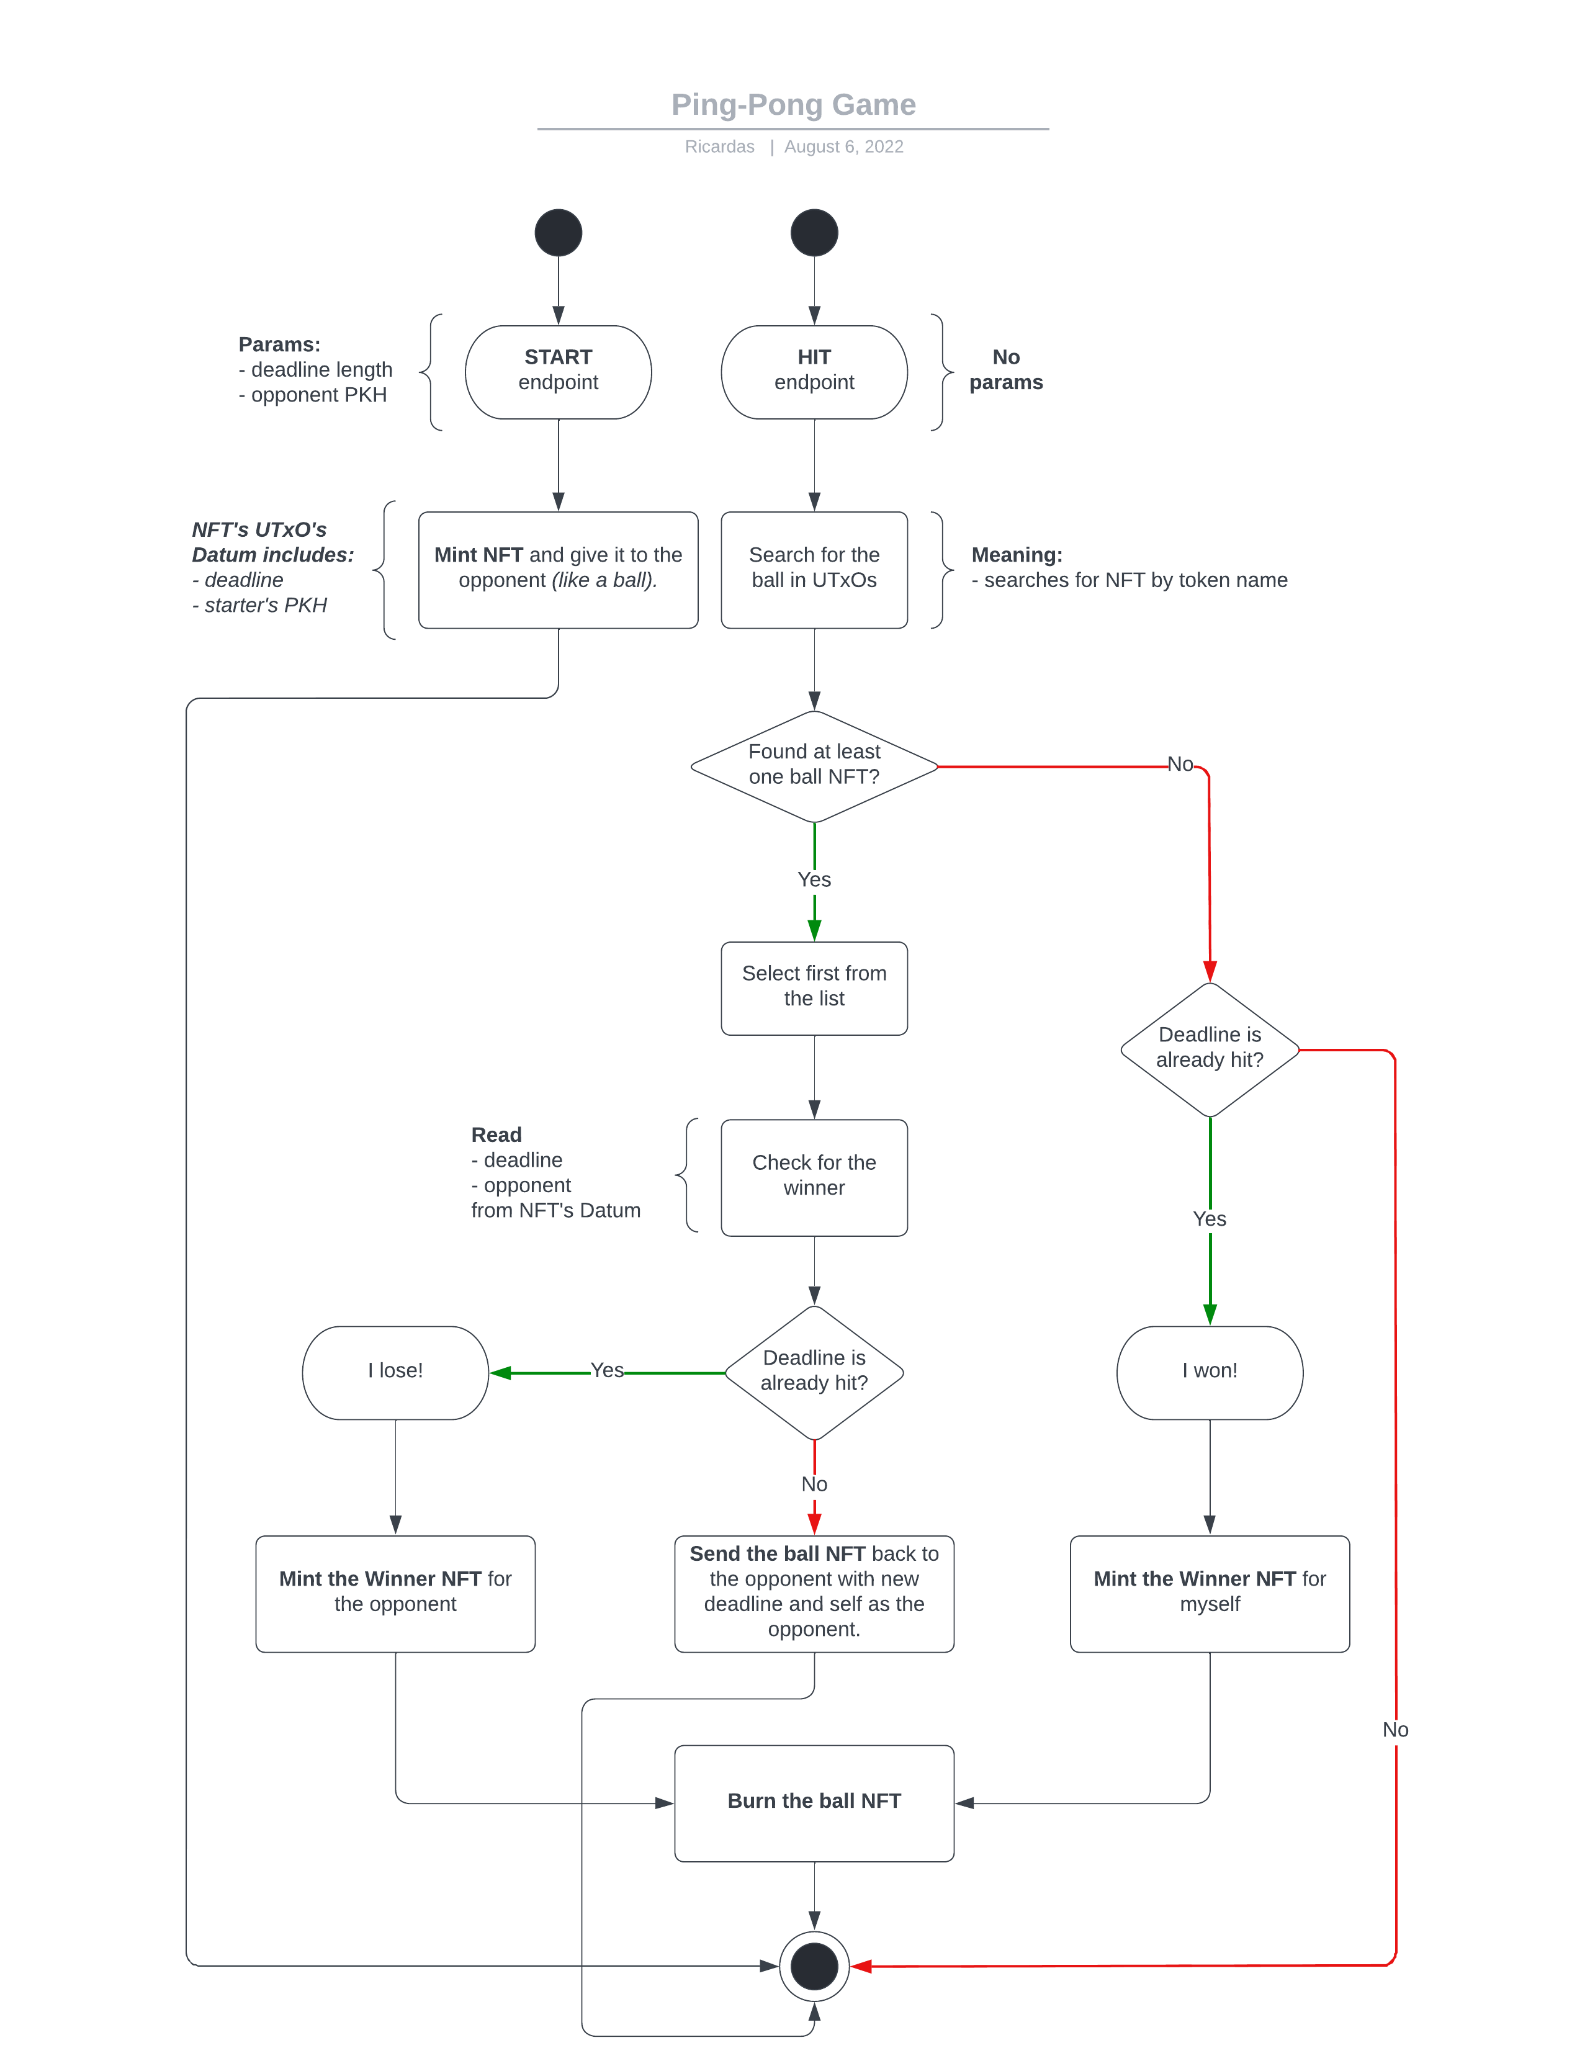 Ping-Pong Game
Ricardas | August 6, 2022
Params:
- deadline length
- opponent PKH
START
endpoint
HIT
endpoint
No
params
NFT's UTxO's
Datum includes:
- deadline
- starter's PKH
Mint NFT and give it to the
opponent (like a ball).
Search for the
ball in UTxOs
Meaning:
- searches for NFT by token name
Found at least
one ball NFT?
No
Yes
Select first from
the list
Deadline is
already hit?
Read
- deadline
- opponent
from NFT's Datum
Check for the
winner
Yes
I lose!
Yes
Deadline is
already hit?
I won!
No
Mint the Winner NFT for
the opponent
Send the ball NFT back to
the opponent with new
deadline and self as the
opponent.
Mint the Winner NFT for
myself
No
Burn the ball NFT